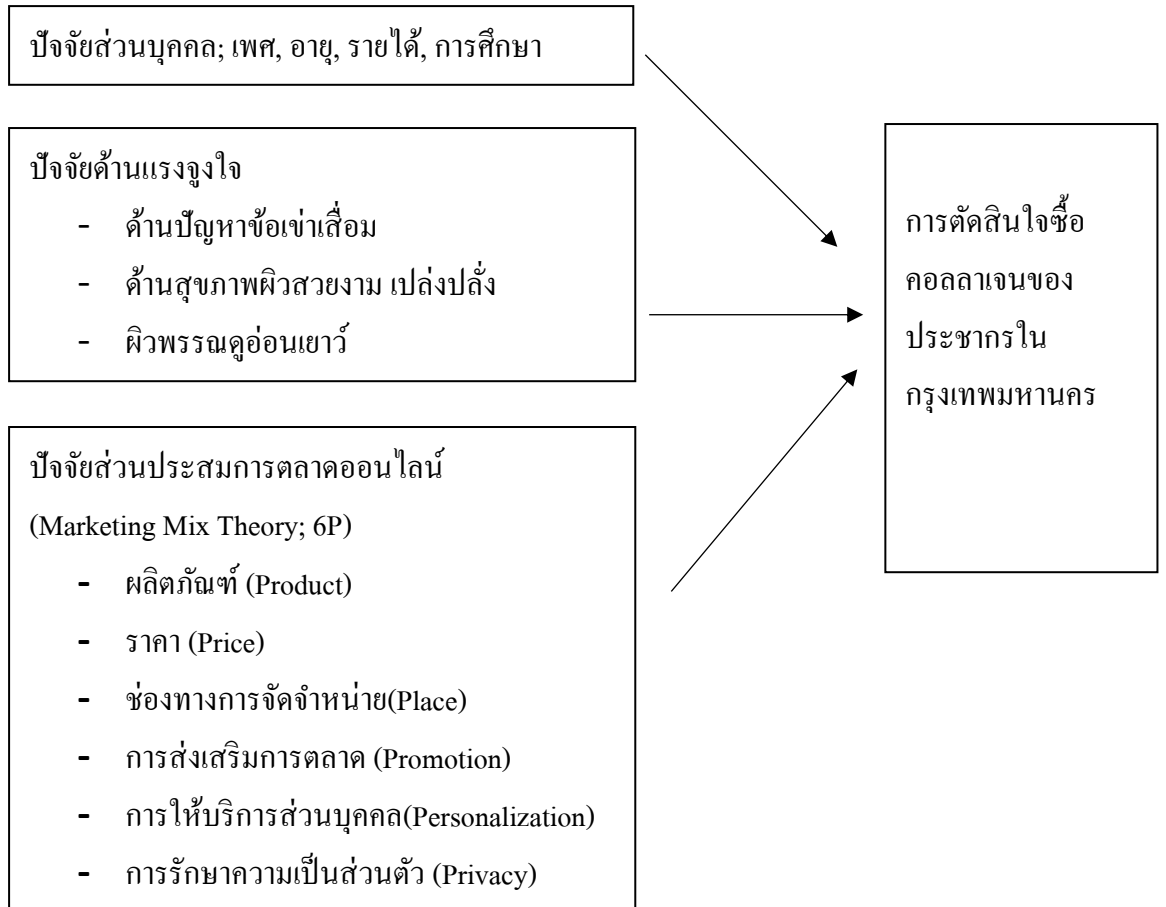 ปัจจัยส่วนบุคคล; เพศ, อายุ, รายได้, การศึกษา
ปัจจัยด้านแรงจูงใจ
- ด้านปัญหาข้อเข่าเสื่อม
- ด้านสุขภาพผิวสวยงาม เปล่งปลั่ง
- ผิวพรรณดูอ่อนเยาว์
ปัจจัยส่วนประสมการตลาดออนไลน์
(Marketing Mix Theory; 6P)
- ผลิตภัณฑ์ (Product)
- ราคา (Price)
- ช่องทางการจัดจำหน่าย(Place)
- การส่งเสริมการตลาด (Promotion)
- การให้บริการส่วนบุคคล(Personalization)
- การรักษาความเป็นส่วนตัว (Privacy)
การตัดสินใจซื้อ
คอลลาเจนของ
ประชากรใน
กรุงเทพมหานคร